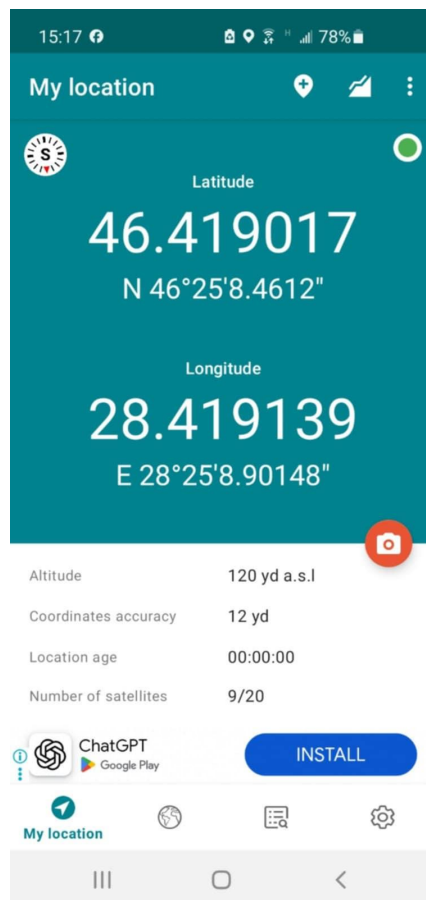 15:17 H 78%
My location
S
Latitude
46.419017
N 46°25'8.4612"
Longitude
28.419139
E 28°25'8.90148"
Altitude 120 yd a.s.l
Coordinates accuracy 12 yd
Location age 00:00:00
Number of satellites 9/20
ChatGPT
Google Play
INSTALL
My location